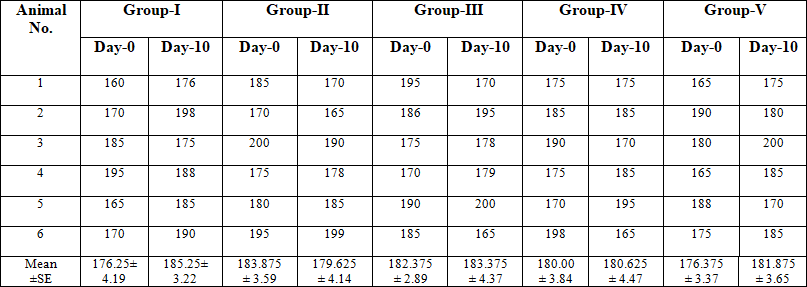 Animal No. Group-I Group-II Group-III Group-IV Group-V
Day-0 Day-10 Day-0 Day-10 Day-0 Day-10 Day-0 Day-10 Day-0 Day-10
1 160 176 185 170 195 170 175 175 165 175
2 170 198 170 165 186 195 185 185 190 180
3 185 175 200 190 175 178 190 170 180 200
4 195 188 175 178 170 179 175 185 165 185
5 165 185 180 185 190 200 170 195 188 170
6 170 190 195 199 185 165 198 165 175 185
Mean 176.25± 185.25± 183.875 179.625 182.375 183.375 180.00 180.625 176.375 181.875
±SE 4.19 3.22 ± 3.59 ± 4.14 ± 2.89 ± 4.37 ± 3.84 ± 4.47 ± 3.37 ± 3.65